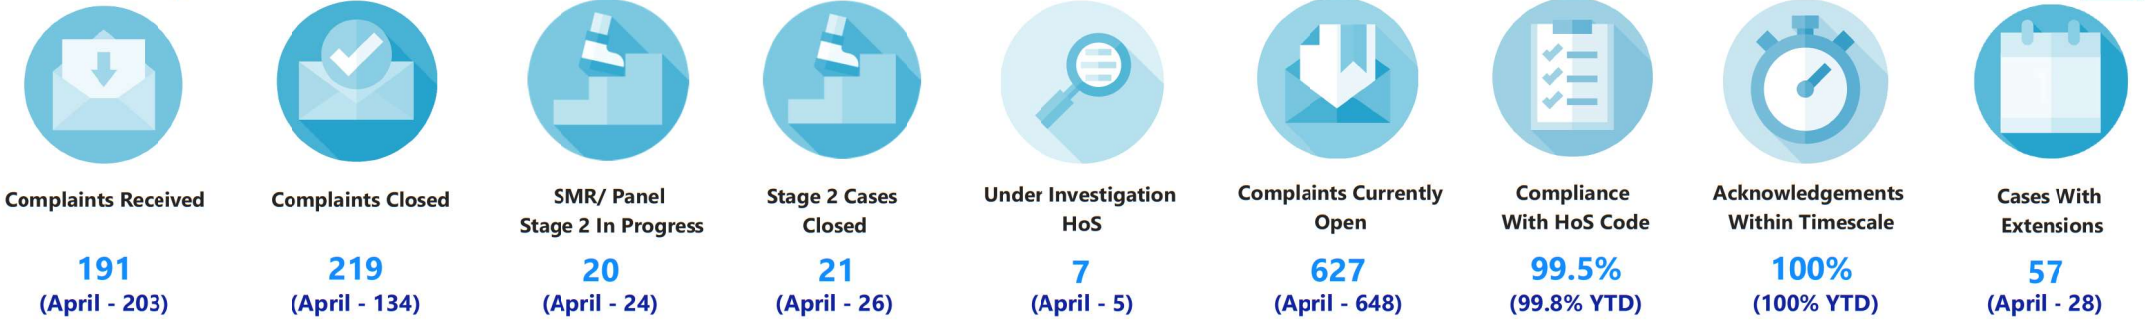 Complaints Received
191
(April - 203)
Complaints Closed
219
(April - 134)
SMR/ Panel
Stage 2 In Progress
20
(April - 24)
Stage 2 Cases
Closed
21
(April - 26)
Under Investigation
HoS
7
(April - 5)
Complaints Currently
Open
627
(April - 648)
Compliance
With HoS Code
99.5%
(99.8% YTD)
Acknowledgements
Within Timescale
100%
(100% YTD)
Cases With
Extensions
57
(April - 28)